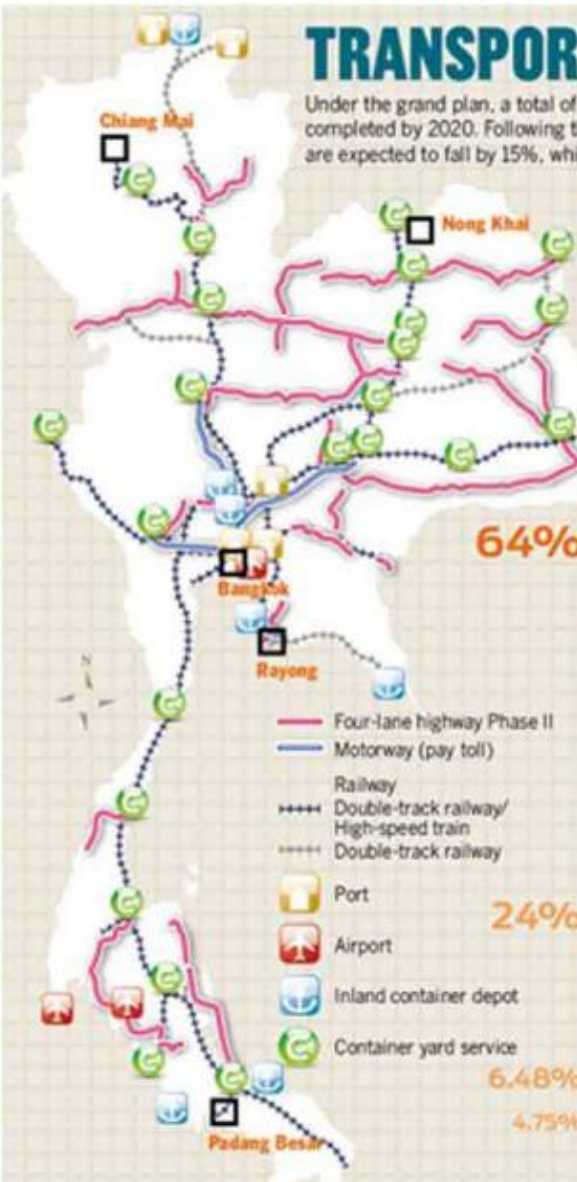 TRANSPOR
Under the grand plan, a total of
completed by 2020. Following t
are expected to fall by 15%, whi
Chiang Mai
Nong Khai
64%
Bangkok
Rayong
N
Four-lane highway Phase II
Motorway (pay toll)
Railway
Double-track railway/
High-speed train
Double-track railway
Port
24%
Airport
Inland container depot
Container yard service
6.48%
4.75%
Padang Besar